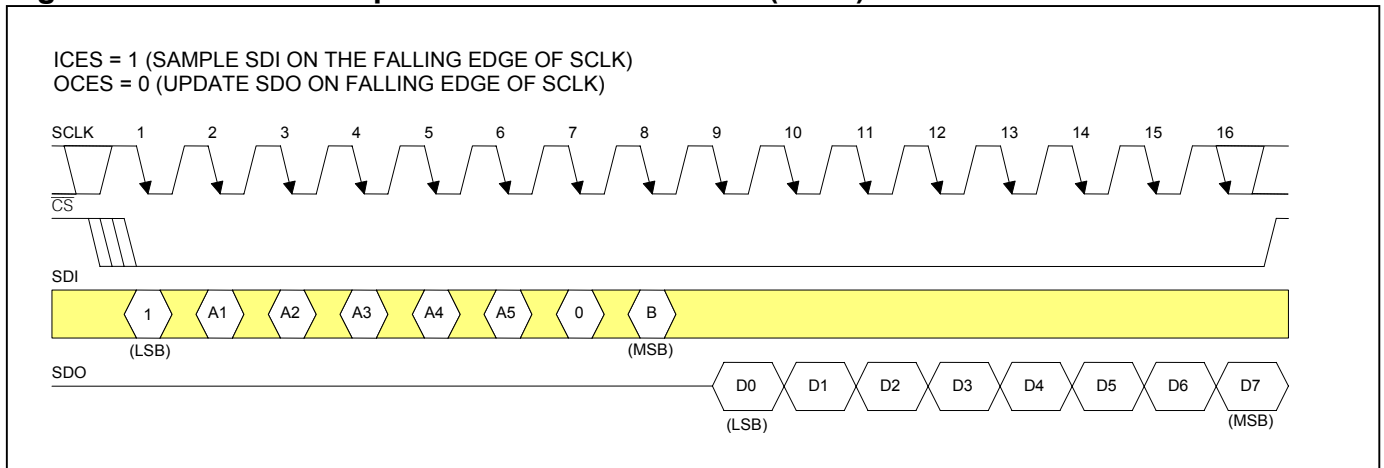 ICES = 1 (SAMPLE SDI ON THE FALLING EDGE OF SCLK)
OCES = 0 (UPDATE SDO ON FALLING EDGE OF SCLK)
SCLK 1 2 3 4 5 6 7 8 9 10 11 12 13 14 15 16
CS
SDI
1 A1 A2 A3 A4 A5 0 B
(LSB) (MSB)
SDO
D0 D1 D2 D3 D4 D5 D6 D7
(LSB) (MSB)